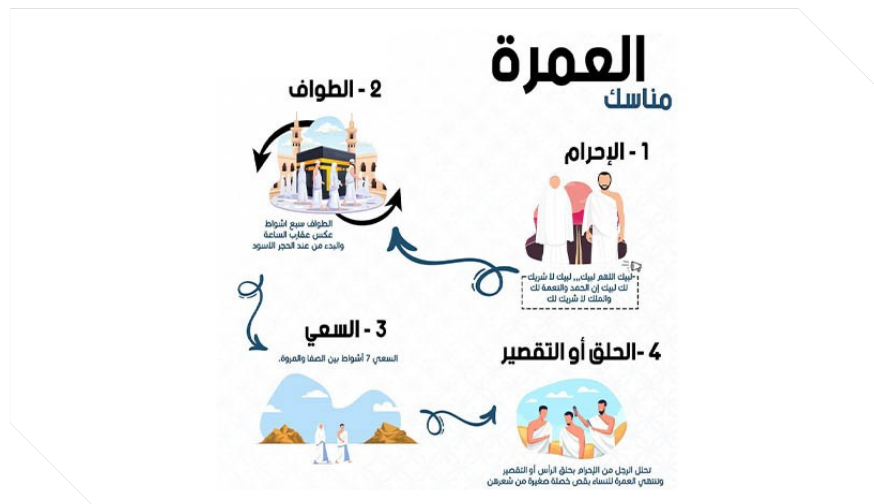 العمرة
مناسك
1 - الإحرام
لبيك اللهم لبيك,,, لبيك لا شريك
لك لبيك إن الحمد والنعمة لك
والملك لا شريك لك
2 - الطواف
الطواف سبع اشواط
عكس عقارب الساعة
والبدء من عند الحجر الاسود
3 - السعي
السعي 7 أشواط بين الصفا والمروة.
4 -الحلق أو التقصير
تحلل الرجل من الإحرام بحلق الرأس أو التقصير
وتنتهي العمرة للنساء بقص خصلة صغيرة من شعرهن